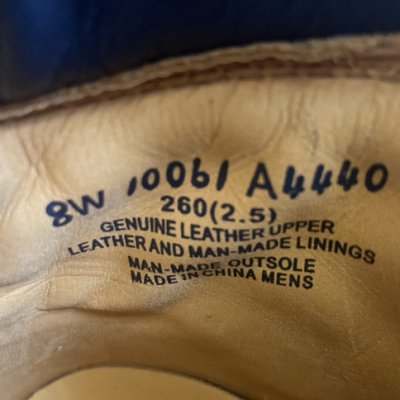 8W 10061 A4440
260(2.5)
GENUINE LEATHER UPPER
LEATHER AND MAN-MADE LININGS
MAN-MADE OUTSOLE
MADE IN CHINA MENS